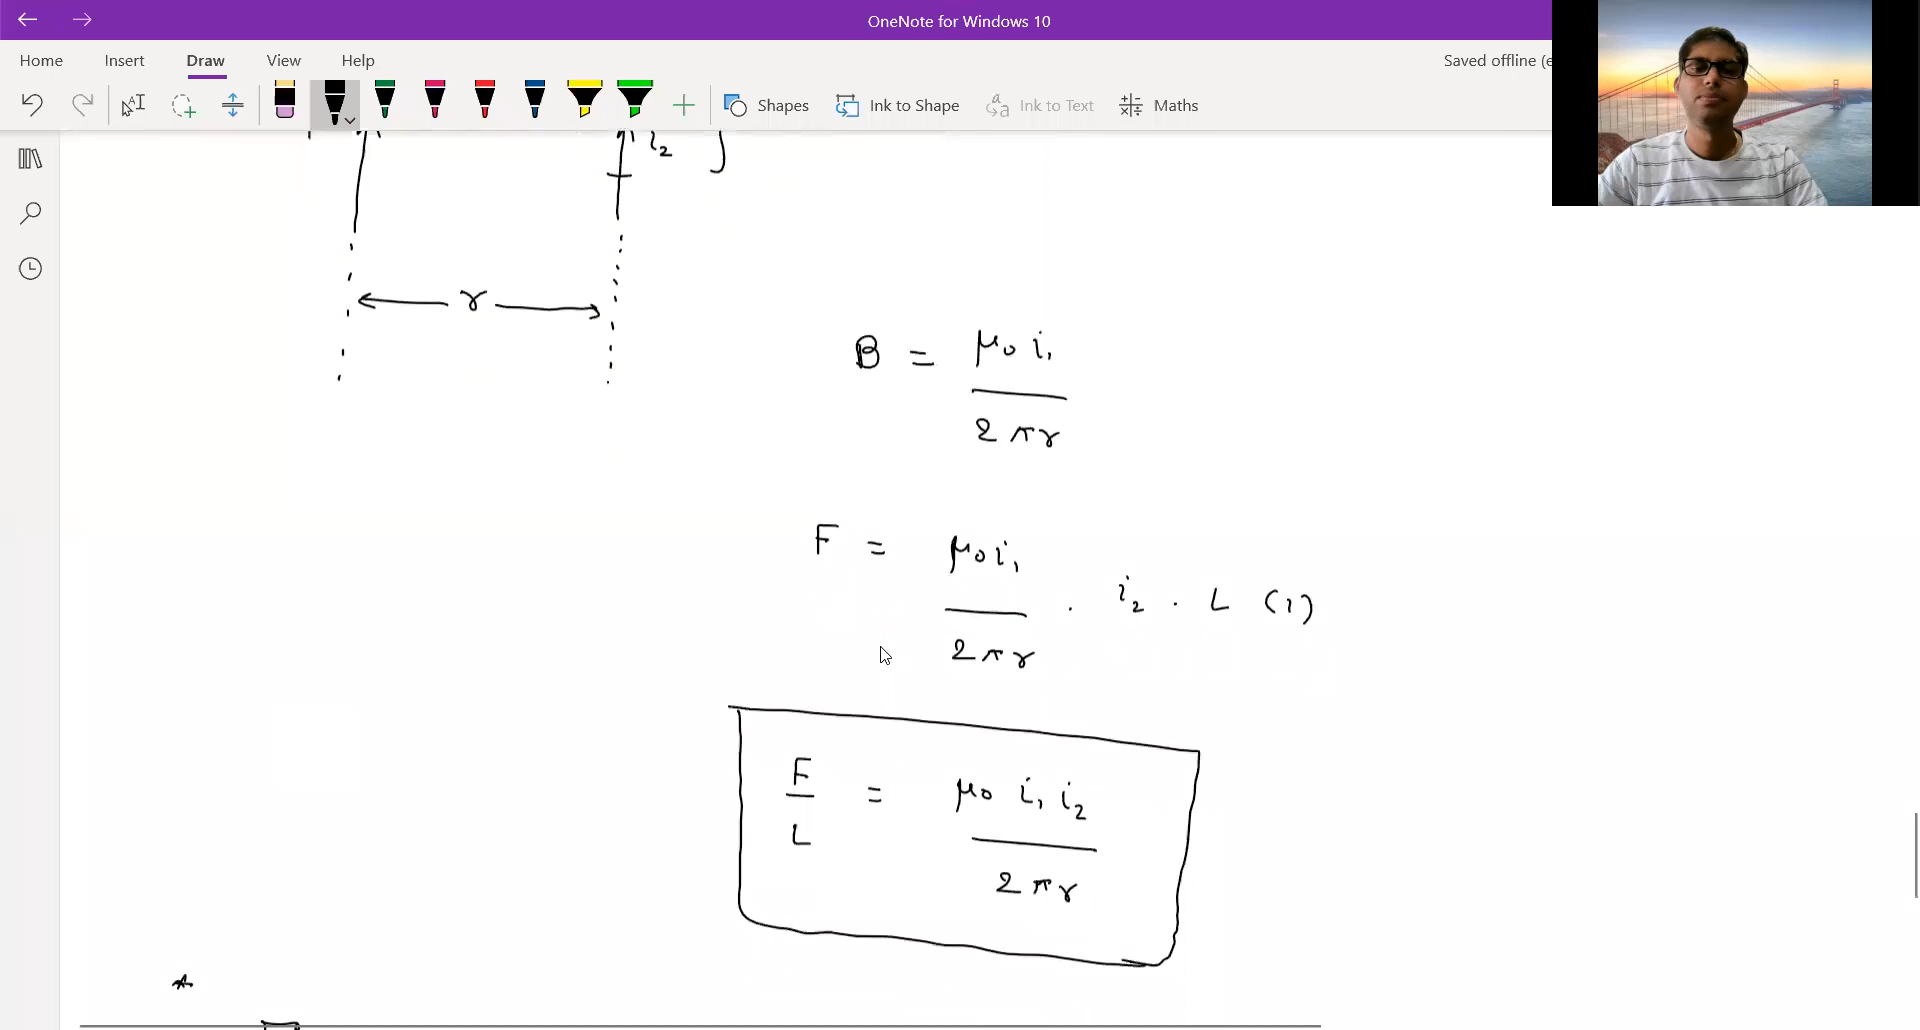 OneNote for Windows 10
Home Insert Draw View Help Saved offline (e
Shapes Ink to Shape Ink to Text Maths
i₂
r
B = μ₀ i₁ / 2πr
F = μ₀ i₁ / 2πr . i₂ . L (1)
F / L = μ₀ i₁ i₂ / 2πr